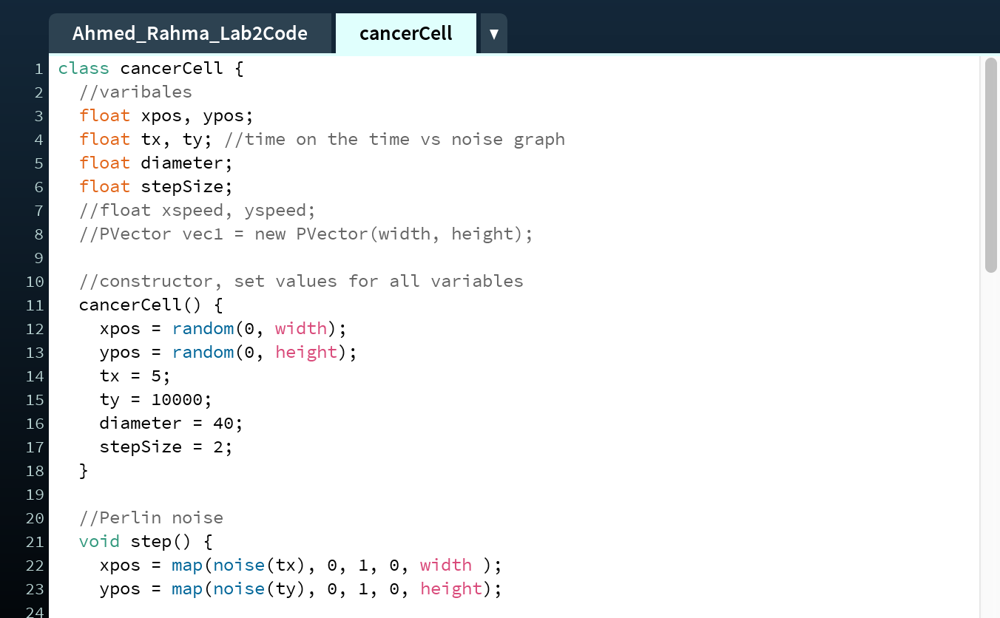 Ahmed_Rahma_Lab2Code cancerCell ▼
1 class cancerCell {
2 //varibales
3 float xpos, ypos;
4 float tx, ty; //time on the time vs noise graph
5 float diameter;
6 float stepSize;
7 //float xspeed, yspeed;
8 //PVector vec1 = new PVector(width, height);
9
10 //constructor, set values for all variables
11 cancerCell() {
12 xpos = random(0, width);
13 ypos = random(0, height);
14 tx = 5;
15 ty = 10000;
16 diameter = 40;
17 stepSize = 2;
18 }
19
20 //Perlin noise
21 void step() {
22 xpos = map(noise(tx), 0, 1, 0, width );
23 ypos = map(noise(ty), 0, 1, 0, height);
24